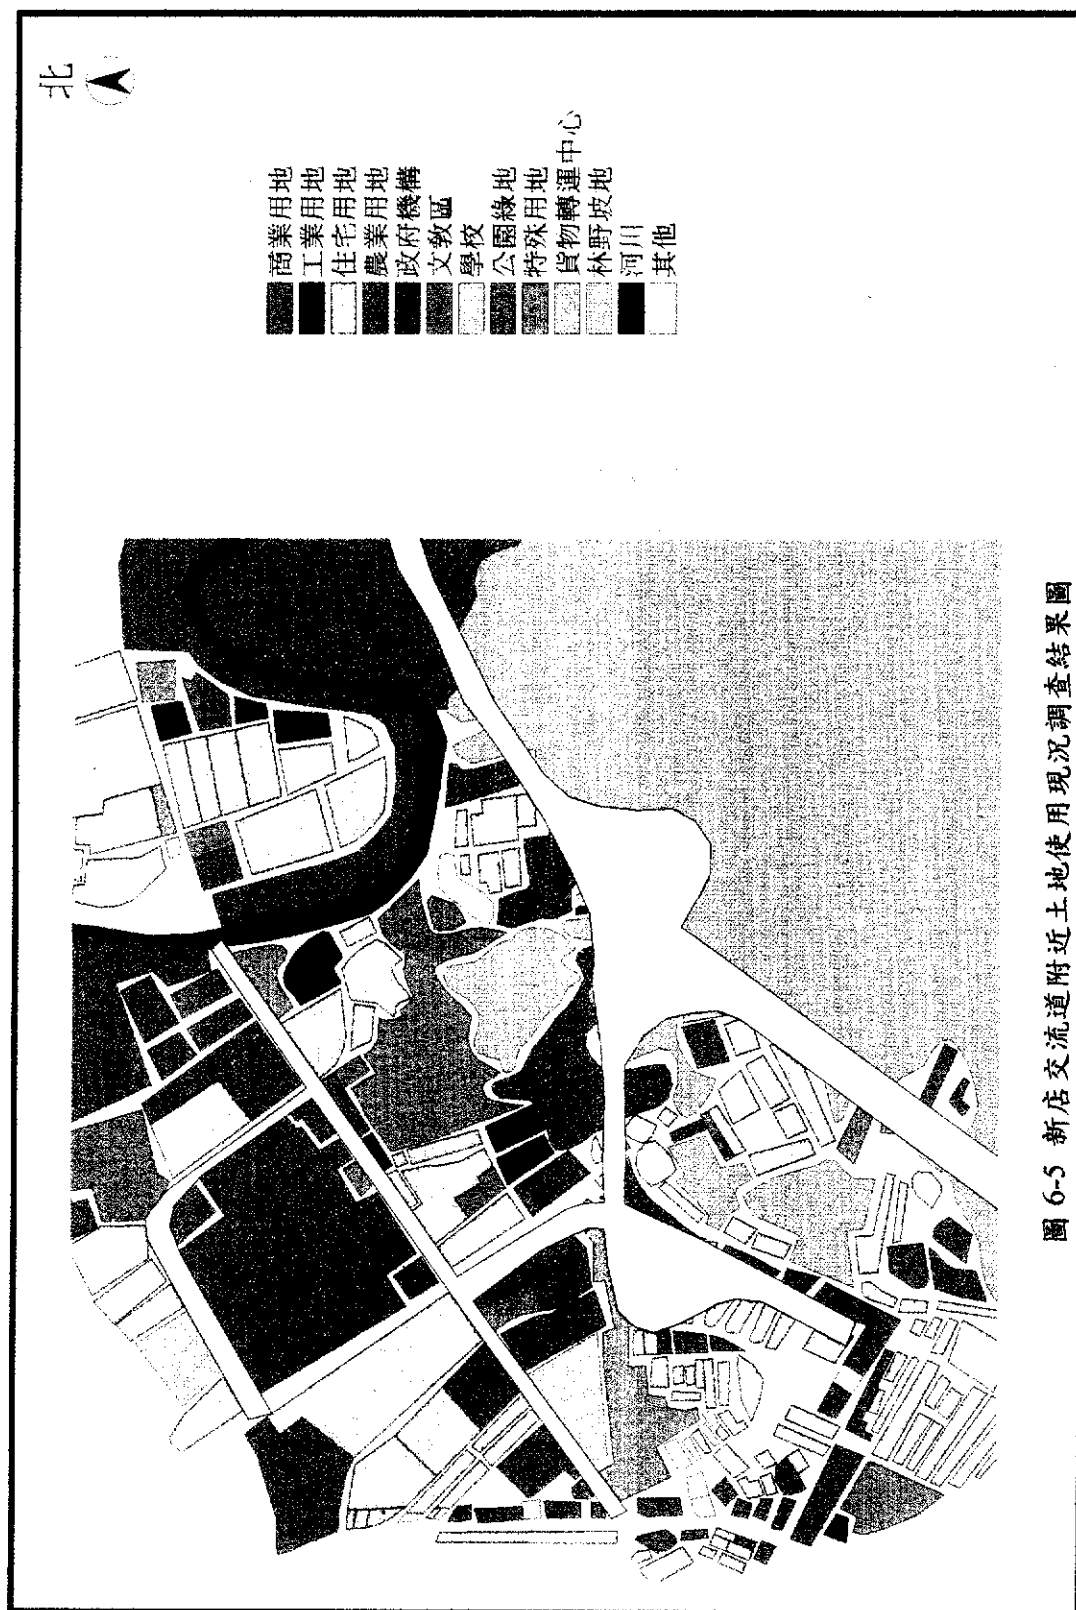 北
商業用地
工業用地
住宅用地
農業用地
政府機構
文教區
學校
公園綠地
特殊用地
貨物轉運中心
林野坡地
河川
其他
圖 6-5 新店交流道附近土地使用現況調查結果圖